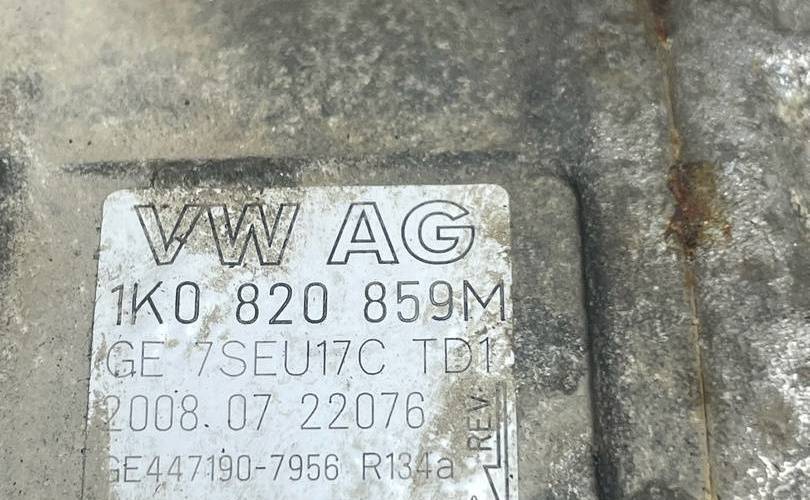 VW AG
1K0 820 859M
GE 7SEU17C TD1
2008.07 22076
GE447190-7956 R134a
REV.